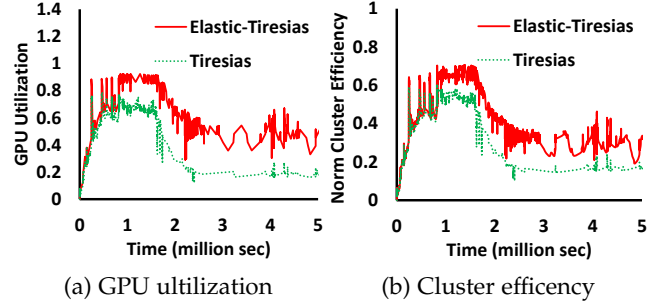 1.4
1.2
1
0.8
0.6
0.4
0.2
0
GPU Utilization
Elastic-Tiresias
Tiresias
0 1 2 3 4 5
Time (million sec)
(a) GPU ultilization
1
0.8
0.6
0.4
0.2
0
Norm Cluster Efficiency
Elastic-Tiresias
Tiresias
0 1 2 3 4 5
Time (million sec)
(b) Cluster efficency